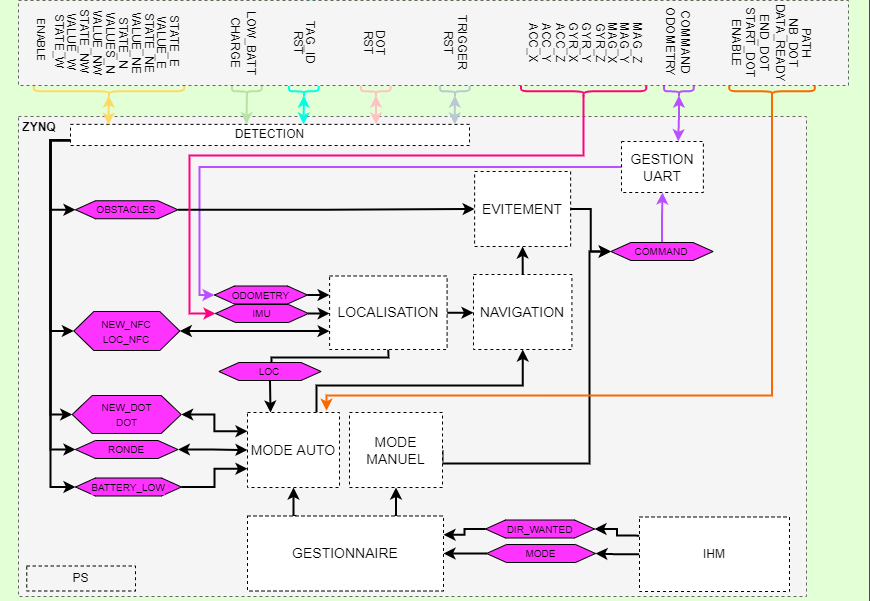 ENABLE
STATE_W
VALUE_W
STATE_NW
VALUE_NW
VALUES_N
STATE_N
VALUE_NE
STATE_NE
VALUE_E
STATE_E
LOW_BATT
CHARGE
TAG_ID
RST
DOT
RST
TRIGGER
RST
MAG_Z
MAG_Y
MAG_X
GYR_Z
GYR_Y
GYR_X
ACC_Z
ACC_Y
ACC_X
COMMAND
ODOMETRY
PATH
NB_DOT
DATA_READY
END_DOT
START_DOT
ENABLE
ZYNQ
DETECTION
GESTION
UART
OBSTACLES
EVITEMENT
COMMAND
ODOMETRY
IMU
LOCALISATION
NAVIGATION
NEW_NFC
LOC_NFC
LOC
NEW_DOT
DOT
RONDE
BATTERY_LOW
MODE AUTO
MODE
MANUEL
GESTIONNAIRE
DIR_WANTED
MODE
IHM
PS